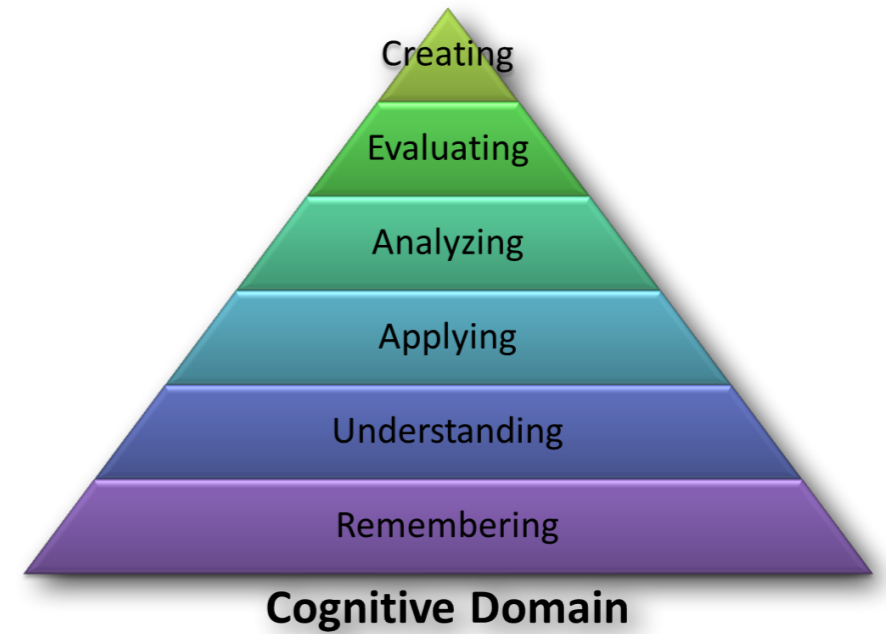 Creating
Evaluating
Analyzing
Applying
Understanding
Remembering
Cognitive Domain